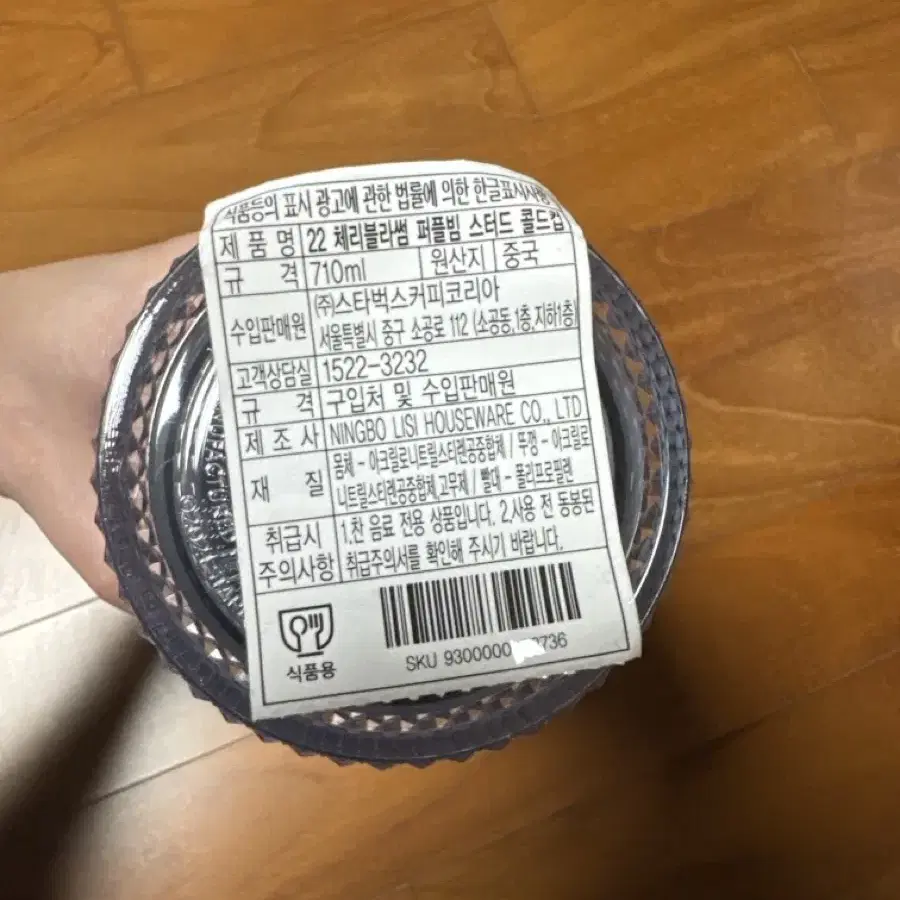 식품등의 표시 광고에 관한 법률에 의한 한글표시사항
제품명 22 체리블라썸 퍼플빔 스터드 콜드컵
규격 710ml 원산지 중국
수입판매원 ㈜스타벅스커피코리아
서울특별시 중구 소공로 112 (소공동,1층,지하1층)
고객상담실 1522-3232
규격 구입처 및 수입판매원
제조사 NINGBO LISI HOUSEWARE CO., LTD
재질 몸체 - 아크릴로니트릴스티렌공중합체 / 뚜껑 - 아크릴로
니트릴스티렌공중합체,고무제 / 빨대 - 폴리프로필렌
취급시 주의사항 1.찬 음료 전용 상품입니다. 2.사용 전 동봉된
취급주의서를 확인해 주시기 바랍니다.
식품용
SKU 9300000 736